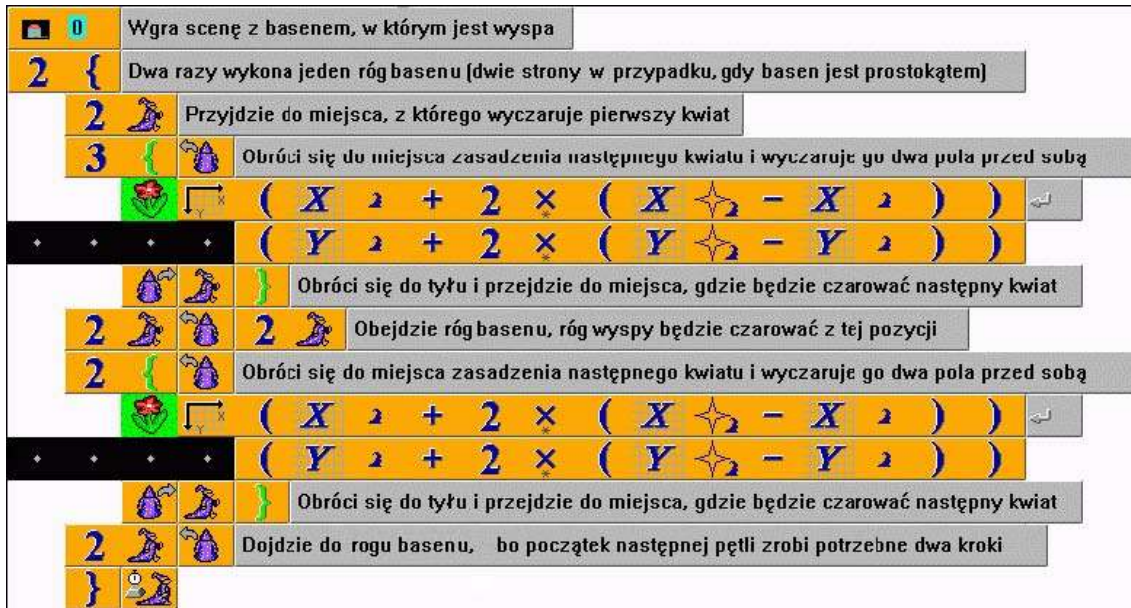 0 Wgra scenę z basenem, w którym jest wyspa
2 { Dwa razy wykona jeden róg basenu (dwie strony w przypadku, gdy basen jest prostokątem)
2 Przyjdzie do miejsca, z którego wyczaruje pierwszy kwiat
3 { Obróci się do miejsca zasadzenia następnego kwiatu i wyczaruje go dwa pola przed sobą
Y X ( X 2 + 2 × ( X 2 - X 2 ) )
( Y 2 + 2 × ( Y 2 - Y 2 ) )
} Obróci się do tyłu i przejdzie do miejsca, gdzie będzie czarować następny kwiat
2 2 Obejdzie róg basenu, róg wyspy będzie czarować z tej pozycji
2 { Obróci się do miejsca zasadzenia następnego kwiatu i wyczaruje go dwa pola przed sobą
Y X ( X 2 + 2 × ( X 2 - X 2 ) )
( Y 2 + 2 × ( Y 2 - Y 2 ) )
} Obróci się do tyłu i przejdzie do miejsca, gdzie będzie czarować następny kwiat
2 Dojdzie do rogu basenu, bo początek następnej pętli zrobi potrzebne dwa kroki
} 2